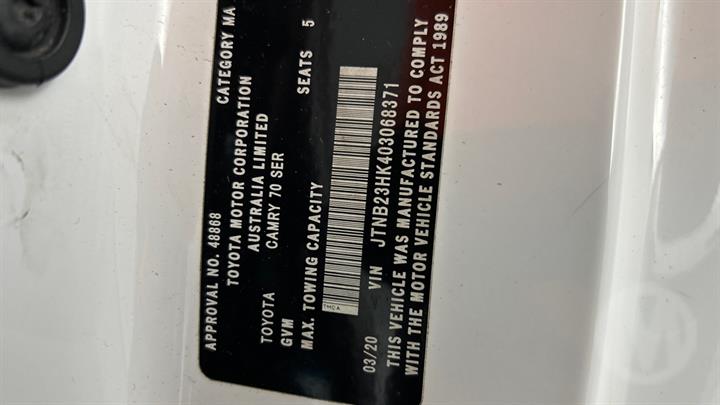 APPROVAL NO. 48868 CATEGORY MA
TOYOTA MOTOR CORPORATION
AUSTRALIA LIMITED
TOYOTA CAMRY 70 SER
GVM SEATS 5
MAX. TOWING CAPACITY
TMCA
03/20 VIN JTNB23HK403068371
THIS VEHICLE WAS MANUFACTURED TO COMPLY
WITH THE MOTOR VEHICLE STANDARDS ACT 1989